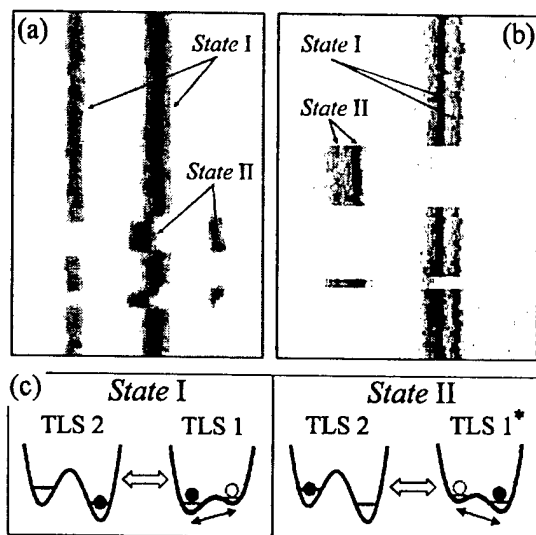 (a)
State I
State II
(b)
State I
State II
(c)
State I
TLS 2
TLS 1
State II
TLS 2
TLS 1*